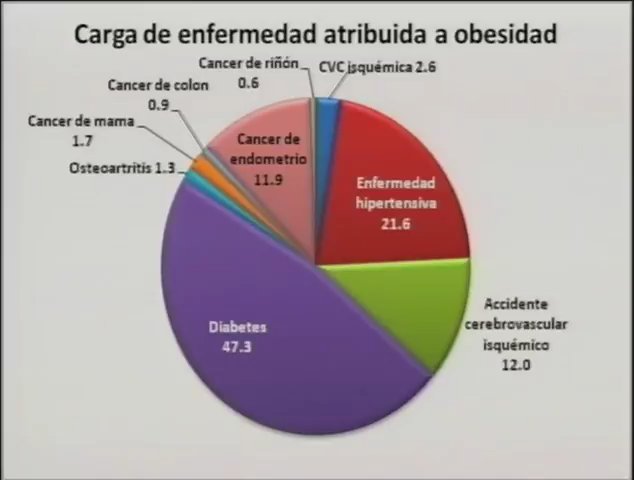 Carga de enfermedad atribuida a obesidad
Cancer de riñón
0.6
CVC isquémica 2.6
Cancer de colon
0.9
Cancer de mama
1.7
Osteoartritis 1.3
Cancer de
endometrio
11.9
Enfermedad
hipertensiva
21.6
Accidente
cerebrovascular
isquémico
12.0
Diabetes
47.3